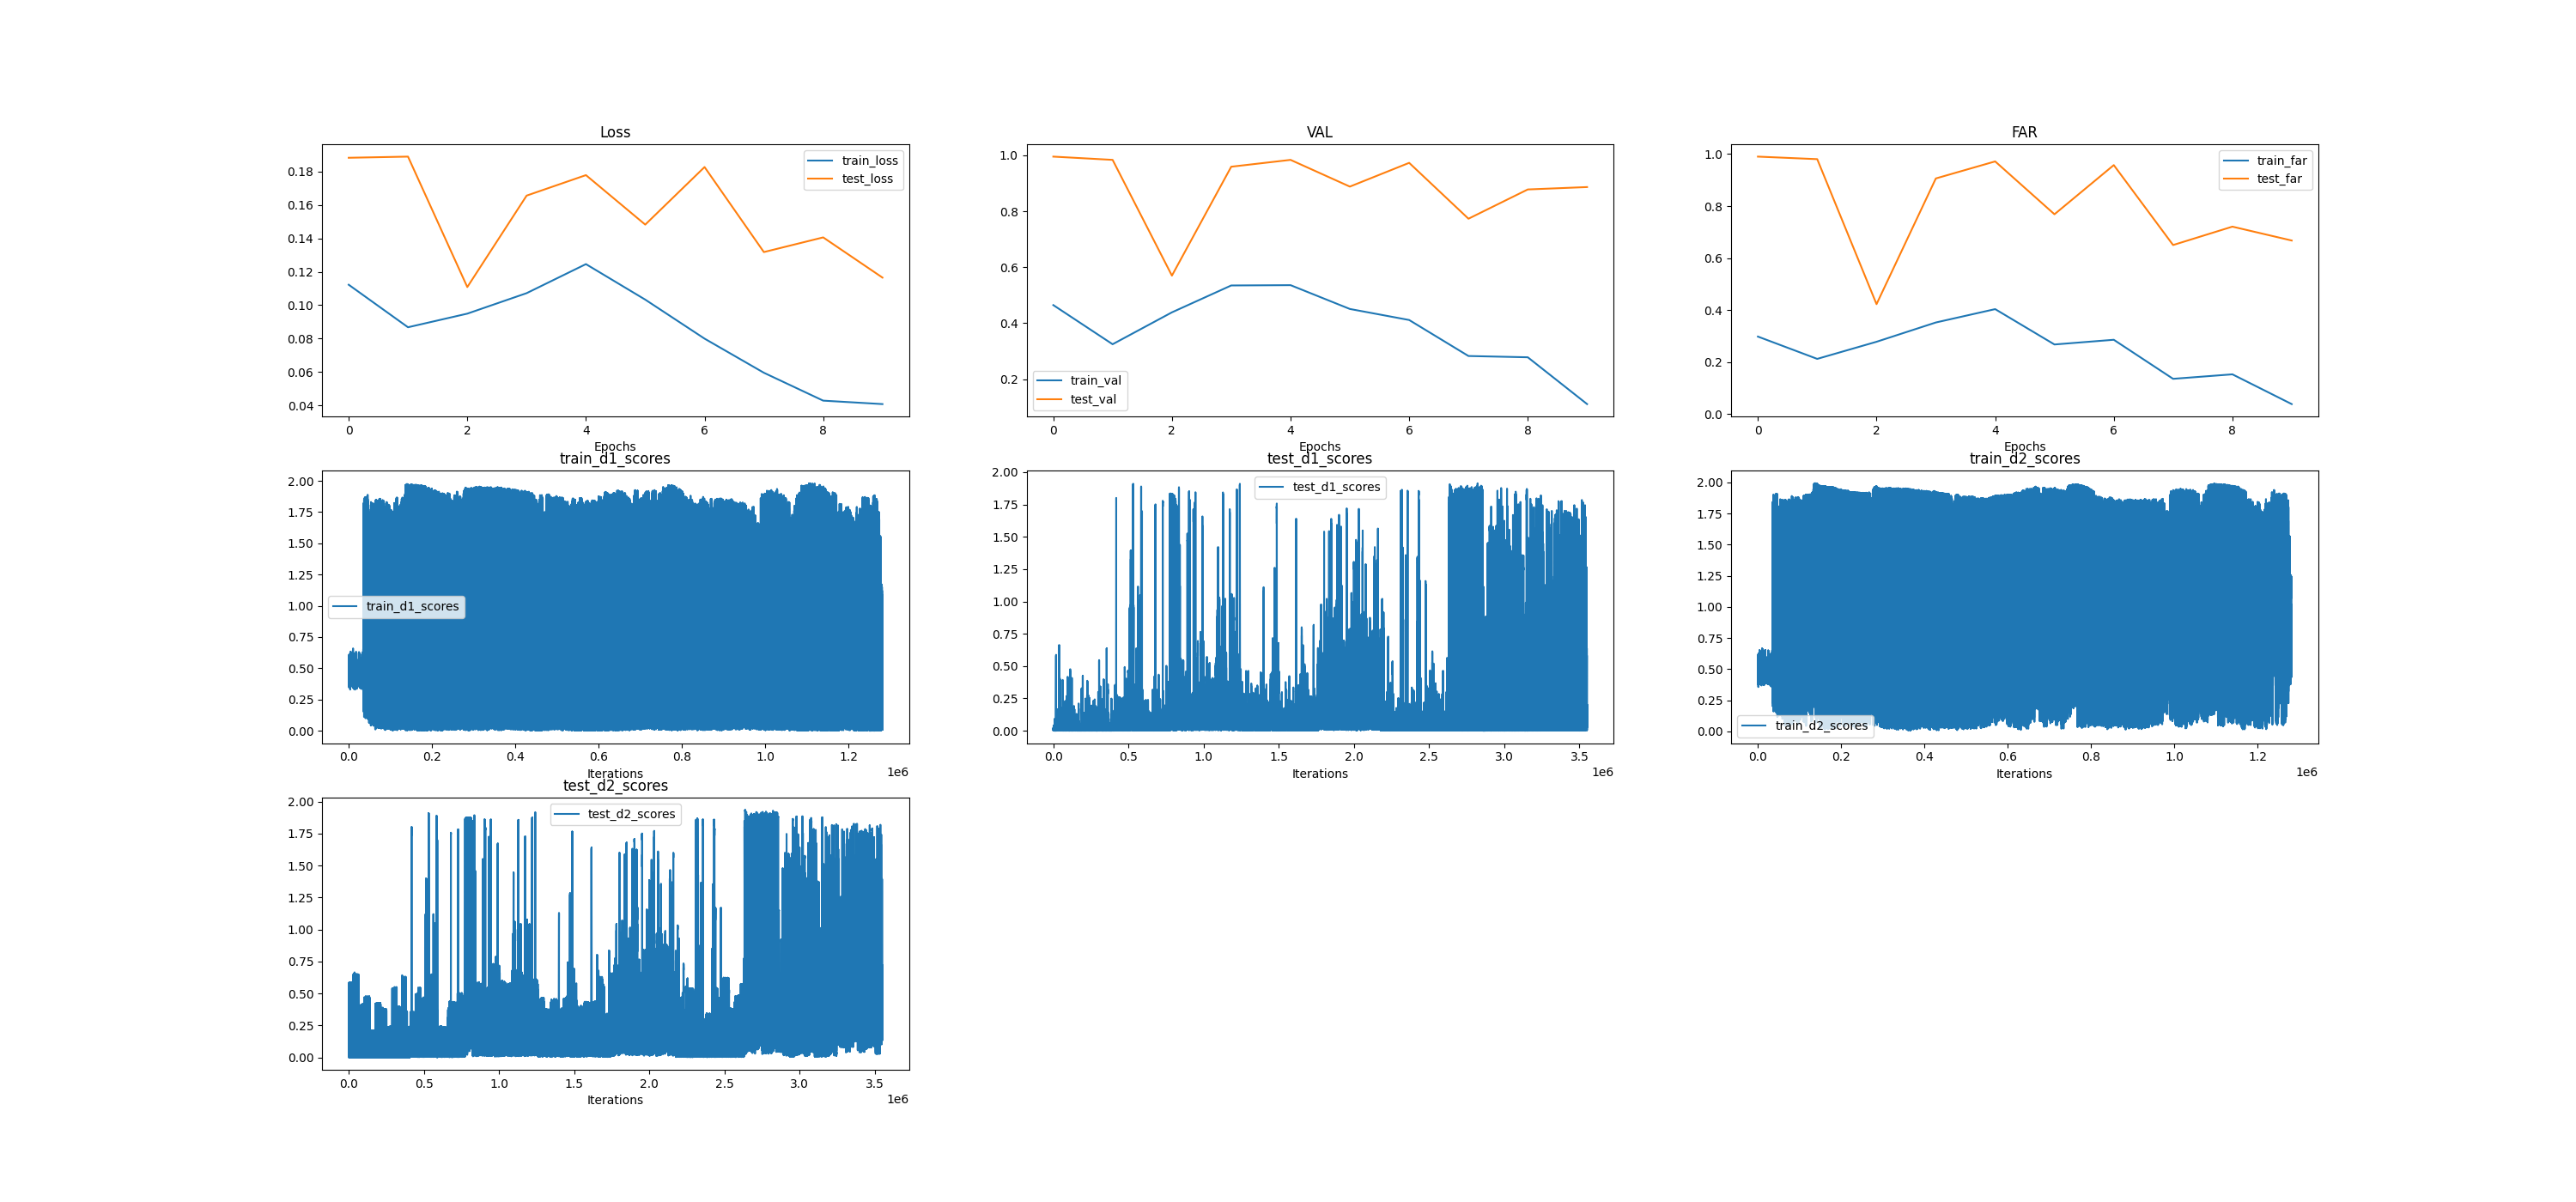 Loss
0.18
0.16
0.14
0.12
0.10
0.08
0.06
0.04
train_loss
test_loss
0 2 4 6 8
Epochs
VAL
1.0
0.8
0.6
0.4
0.2
train_val
test_val
0 2 4 6 8
Epochs
FAR
1.0
0.8
0.6
0.4
0.2
0.0
train_far
test_far
0 2 4 6 8
Epochs
train_d1_scores
2.00
1.75
1.50
1.25
1.00
0.75
0.50
0.25
0.00
train_d1_scores
0.0 0.2 0.4 0.6 0.8 1.0 1.2
1e6
Iterations
test_d1_scores
2.00
1.75
1.50
1.25
1.00
0.75
0.50
0.25
0.00
test_d1_scores
0.0 0.5 1.0 1.5 2.0 2.5 3.0 3.5
1e6
Iterations
train_d2_scores
2.00
1.75
1.50
1.25
1.00
0.75
0.50
0.25
0.00
train_d2_scores
0.0 0.2 0.4 0.6 0.8 1.0 1.2
1e6
Iterations
test_d2_scores
2.00
1.75
1.50
1.25
1.00
0.75
0.50
0.25
0.00
test_d2_scores
0.0 0.5 1.0 1.5 2.0 2.5 3.0 3.5
1e6
Iterations